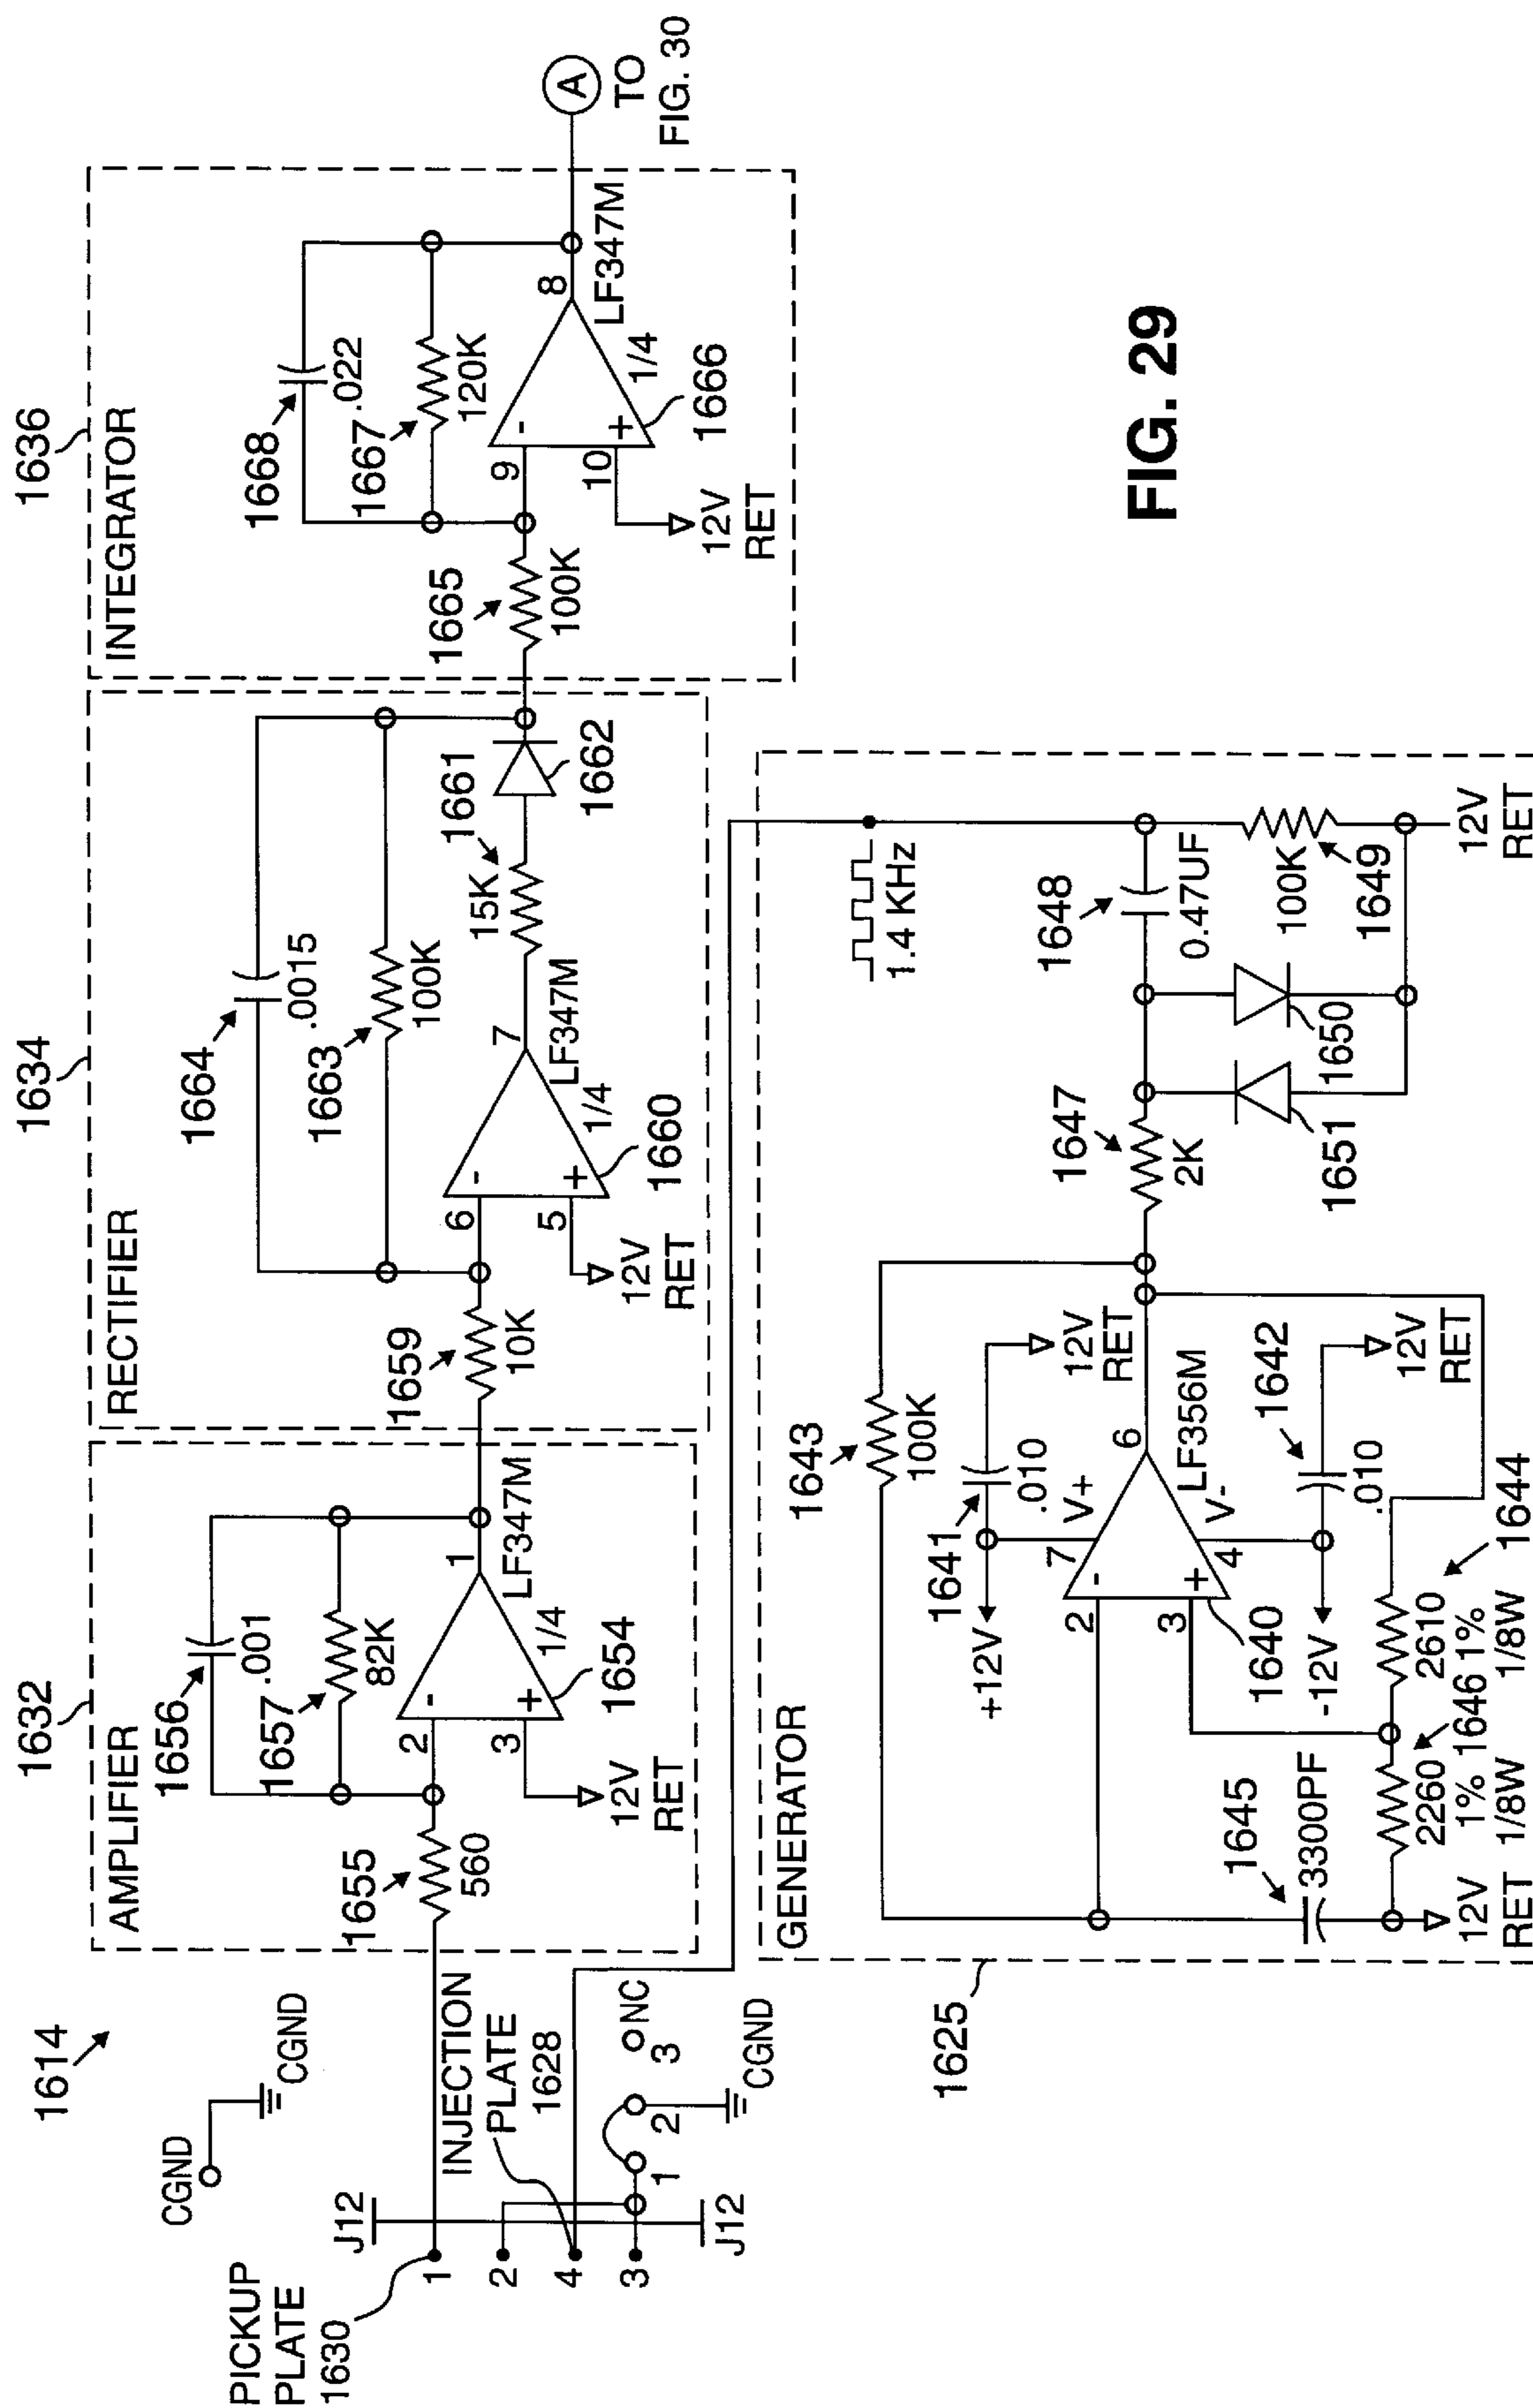 1614
1632
1634
1636
CGND
CGND
AMPLIFIER
RECTIFIER
INTEGRATOR
PICKUP
PLATE
1630
J12
1
2
4
3
J12
INJECTION
PLATE
1628
1
2
3
NC
CGND
1655
560
1656
.001
1657
82K
2
3
1
-
+
LF347M
1/4
1654
12V
RET
1659
10K
1664
.0015
1663
100K
6
5
7
-
+
LF347M
1/4
1660
12V
RET
1661
15K
1662
1665
100K
1668
.022
1667
120K
9
10
8
-
+
LF347M
1/4
1666
12V
RET
A
TO
FIG. 30
GENERATOR
1625
1643
100K
1641
.010
+12V
12V
RET
7
V+
2
3
-
+
6
LF356M
4
V-
1640
-12V
1642
.010
12V
RET
1645
3300PF
12V
RET
2260
1%
1/8W
1646
2610
1%
1/8W
1644
1647
2K
1651
1650
1648
0.47UF
1.4 KHz
100K
1649
12V
RET
FIG. 29